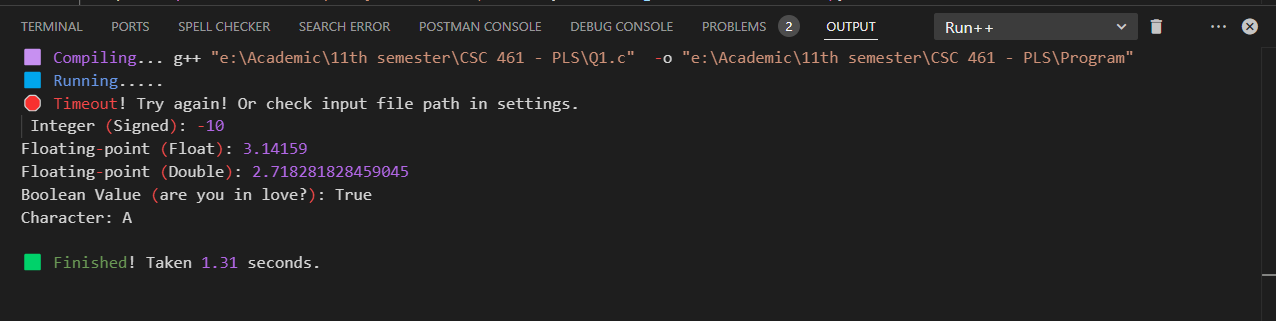 TERMINAL PORTS SPELL CHECKER SEARCH ERROR POSTMAN CONSOLE DEBUG CONSOLE PROBLEMS 2 OUTPUT Run++
Compiling... g++ "e:\Academic\11th semester\CSC 461 - PLS\Q1.c"  -o "e:\Academic\11th semester\CSC 461 - PLS\Program"
Running.....
Timeout! Try again! Or check input file path in settings.
Integer (Signed): -10
Floating-point (Float): 3.14159
Floating-point (Double): 2.718281828459045
Boolean Value (are you in love?): True
Character: A
Finished! Taken 1.31 seconds.